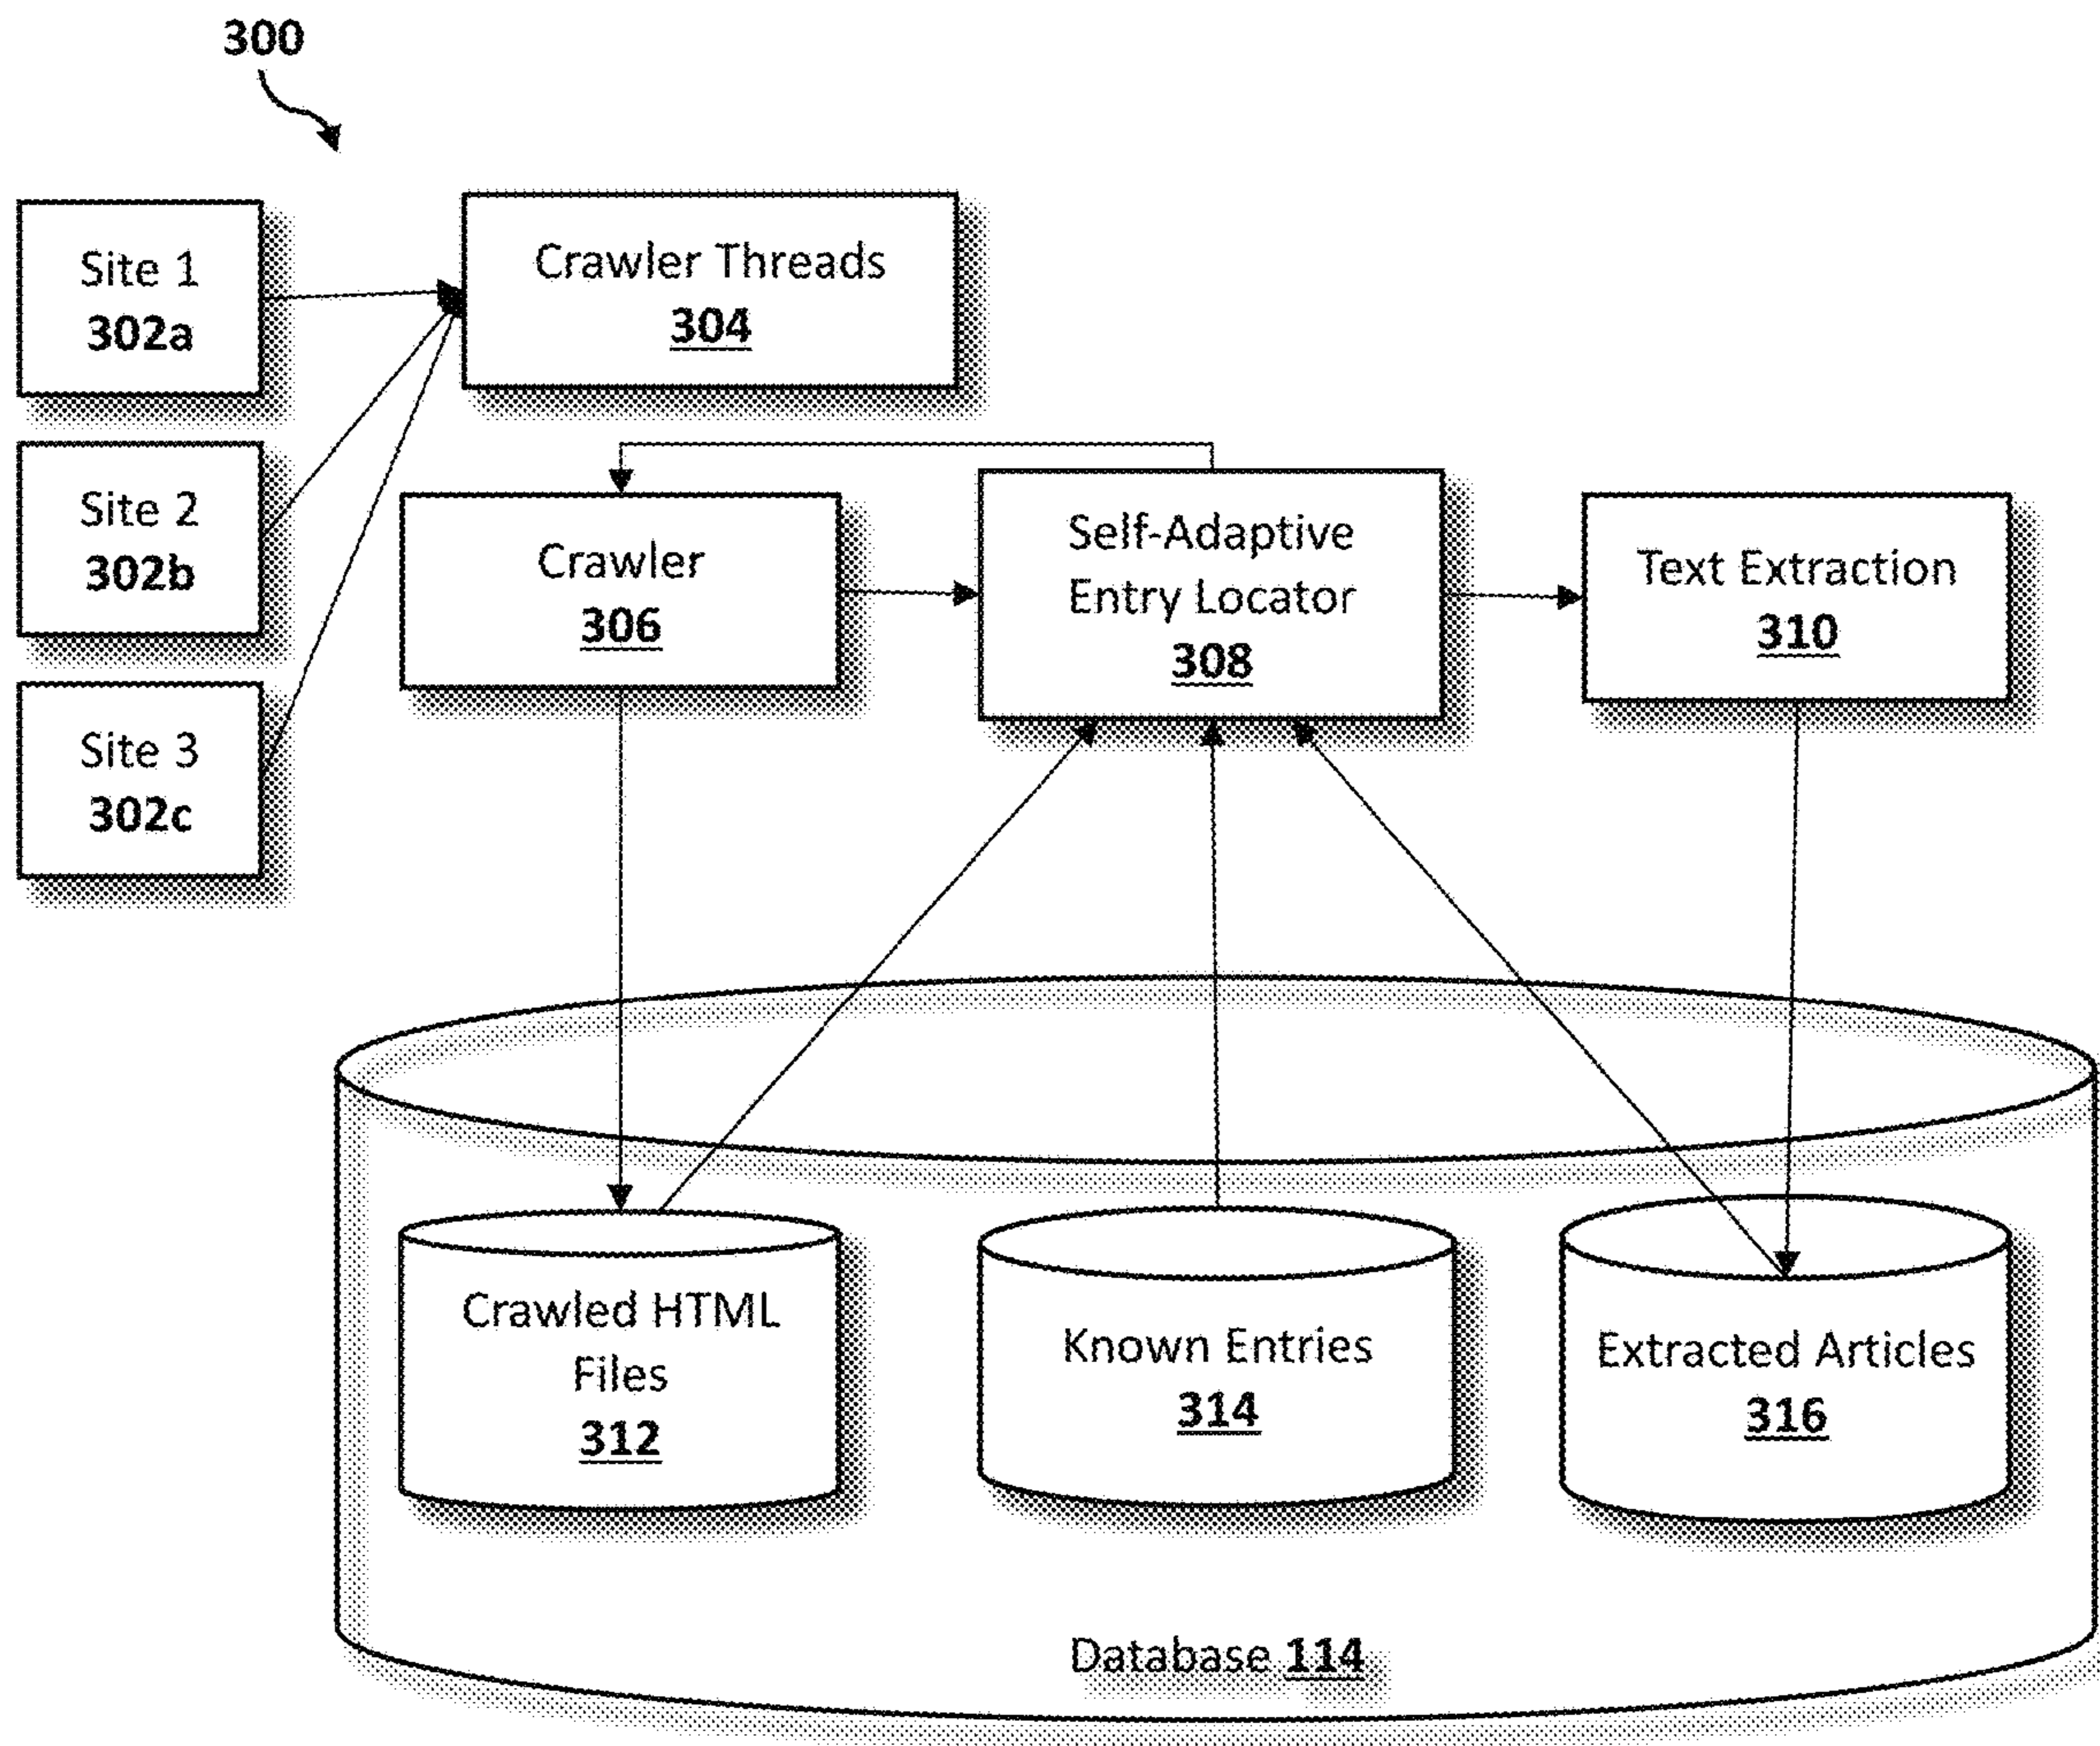 300
Site 1
302a
Crawler Threads
304
Site 2
302b
Crawler
306
Self-Adaptive
Entry Locator
308
Text Extraction
310
Site 3
302c
Crawled HTML
Files
312
Known Entries
314
Extracted Articles
316
Database 114